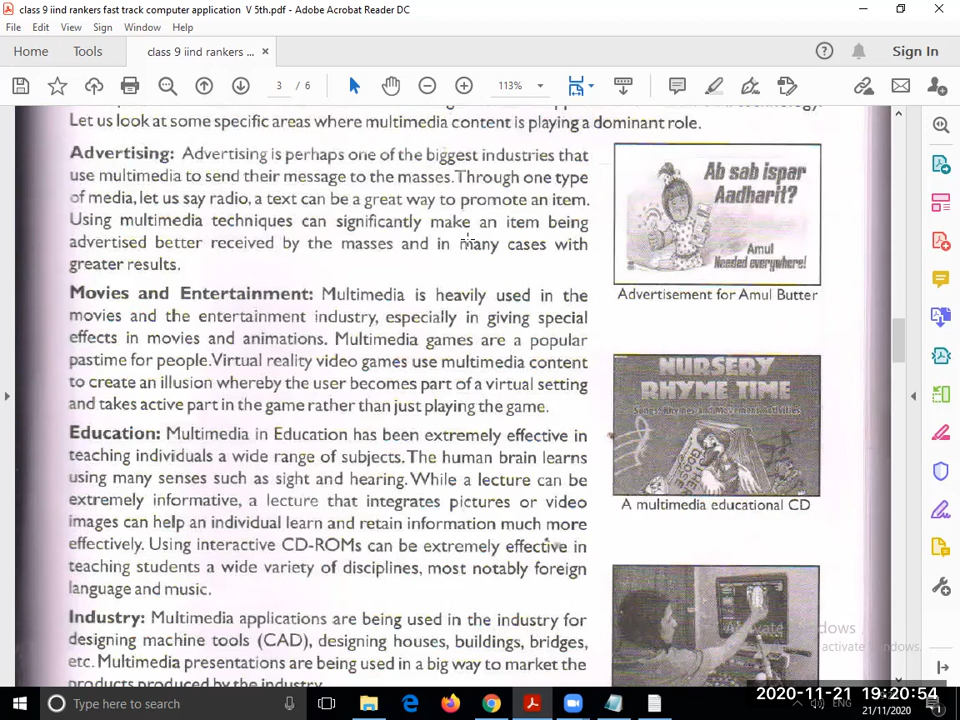 class 9 iind rankers fast track computer application V 5th.pdf - Adobe Acrobat Reader DC
File Edit View Sign Window Help
Home Tools class 9 iind rankers ... × Sign In
3 / 6 113%
Let us look at some specific areas where multimedia content is playing a dominant role.
Advertising: Advertising is perhaps one of the biggest industries that
use multimedia to send their message to the masses. Through one type
of media, let us say radio, a text can be a great way to promote an item.
Using multimedia techniques can significantly make an item being
advertised better received by the masses and in many cases with
greater results.
Ab sab ispar
Aadharit?
Amul
Needed everywhere!
Advertisement for Amul Butter
Movies and Entertainment: Multimedia is heavily used in the
movies and the entertainment industry, especially in giving special
effects in movies and animations. Multimedia games are a popular
pastime for people. Virtual reality video games use multimedia content
to create an illusion whereby the user becomes part of a virtual setting
and takes active part in the game rather than just playing the game.
NURSERY
RHYME TIME
Songs, Rhymes and Movement Activities
A multimedia educational CD
Education: Multimedia in Education has been extremely effective in
teaching individuals a wide range of subjects. The human brain learns
using many senses such as sight and hearing. While a lecture can be
extremely informative, a lecture that integrates pictures or video
images can help an individual learn and retain information much more
effectively. Using interactive CD-ROMs can be extremely effective in
teaching students a wide variety of disciplines, most notably foreign
language and music.
Industry: Multimedia applications are being used in the industry for
designing machine tools (CAD), designing houses, buildings, bridges,
etc. Multimedia presentations are being used in a big way to market the
products produced by the industry.
Type here to search
ENG
2020-11-21 19:20:54
21/11/2020